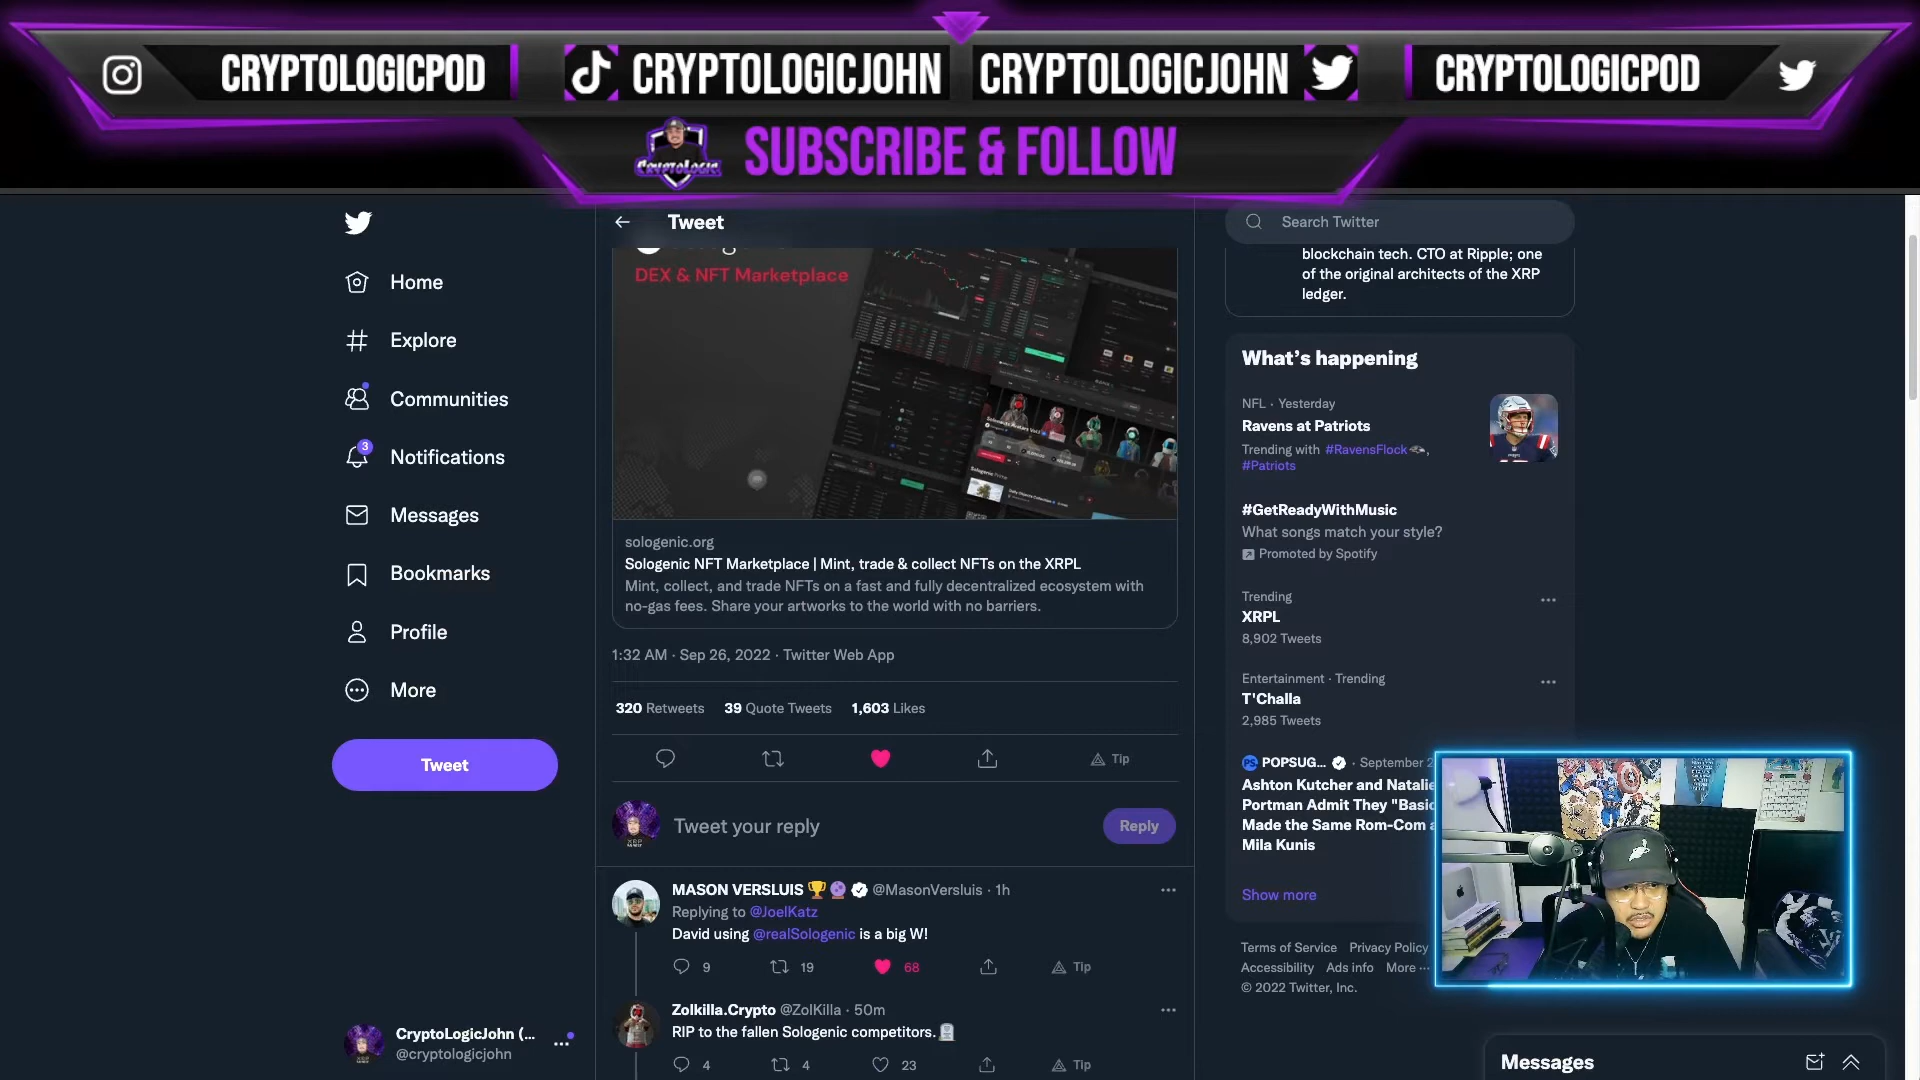 CRYPTOLOGICPOD
CRYPTOLOGICJOHN
CRYPTOLOGICJOHN
CRYPTOLOGICPOD
CRYPTOLOGIC
SUBSCRIBE & FOLLOW
Home
Explore
Communities
3
Notifications
Messages
Bookmarks
Profile
More
Tweet
CryptoLogicJohn (...
@cryptologicjohn
Tweet
DEX & NFT Marketplace
sologenic.org
Sologenic NFT Marketplace | Mint, trade & collect NFTs on the XRPL
Mint, collect, and trade NFTs on a fast and fully decentralized ecosystem with
no-gas fees. Share your artworks to the world with no barriers.
1:32 AM · Sep 26, 2022 · Twitter Web App
320 Retweets 39 Quote Tweets 1,603 Likes
Tip
Tweet your reply
Reply
MASON VERSLUIS 🏆🔮 @MasonVersluis · 1h
Replying to @JoelKatz
David using @realSologenic is a big W!
9 19 68 Tip
Zolkilla.Crypto @ZolKilla · 50m
RIP to the fallen Sologenic competitors.🪦
4 4 23 Tip
Search Twitter
blockchain tech. CTO at Ripple; one
of the original architects of the XRP
ledger.
What's happening
NFL · Yesterday
Ravens at Patriots
Trending with #RavensFlock,
#Patriots
#GetReadyWithMusic
What songs match your style?
Promoted by Spotify
Trending
XRPL
8,902 Tweets
Entertainment · Trending
T'Challa
2,985 Tweets
PS POPSUG... · September 2
Ashton Kutcher and Natalie
Portman Admit They "Basic
Made the Same Rom-Com a
Mila Kunis
Show more
Terms of Service Privacy Policy
Accessibility Ads info More ...
© 2022 Twitter, Inc.
Messages